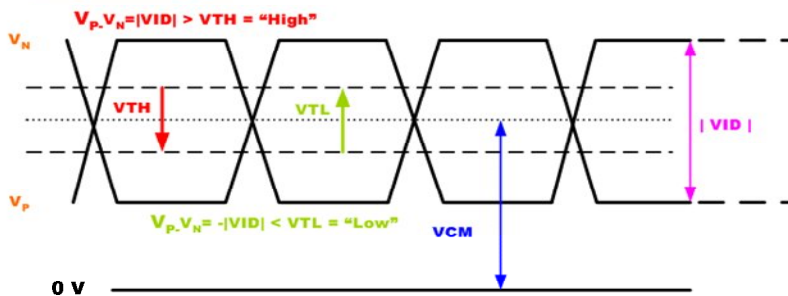 VP- VN=|VID| > VTH = “High”
VN
VTH
VTL
| VID |
VP
VP- VN= -|VID| < VTL = “Low”
VCM
0 V